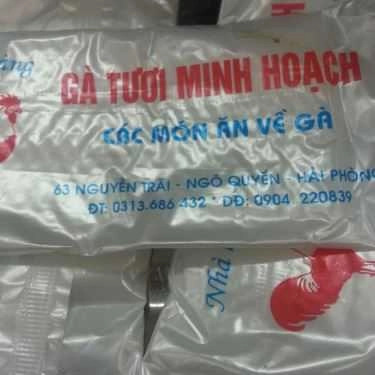 GÀ TƯƠI MINH HOẠCH
CÁC MÓN ĂN VỀ GÀ
63 NGUYỄN TRÃI - NGÔ QUYỀN - HẢI PHÒNG
ĐT: 0313.686 432 * DĐ: 0904 220839
Nhà